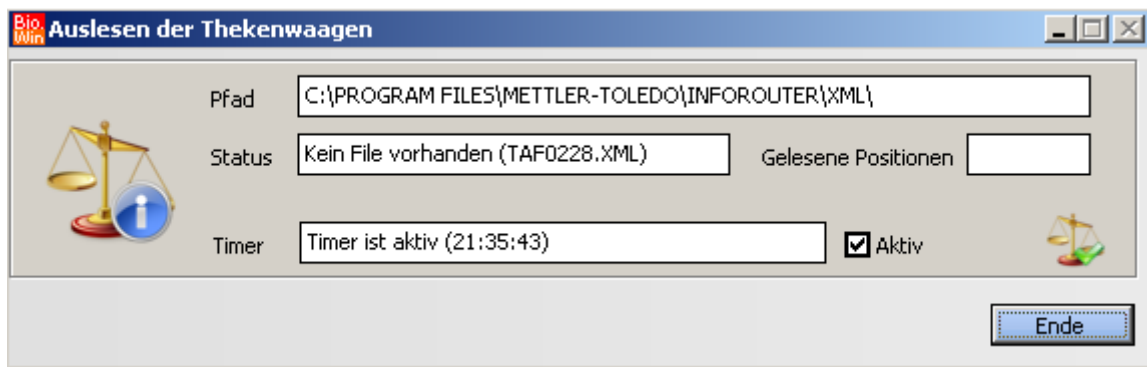 Bio Win Auslesen der Thekenwaagen
Pfad C:\PROGRAM FILES\METTLER-TOLEDO\INFOROUTER\XML\
Status Kein File vorhanden (TAF0228.XML) Gelesene Positionen
Timer Timer ist aktiv (21:35:43) Aktiv
Ende